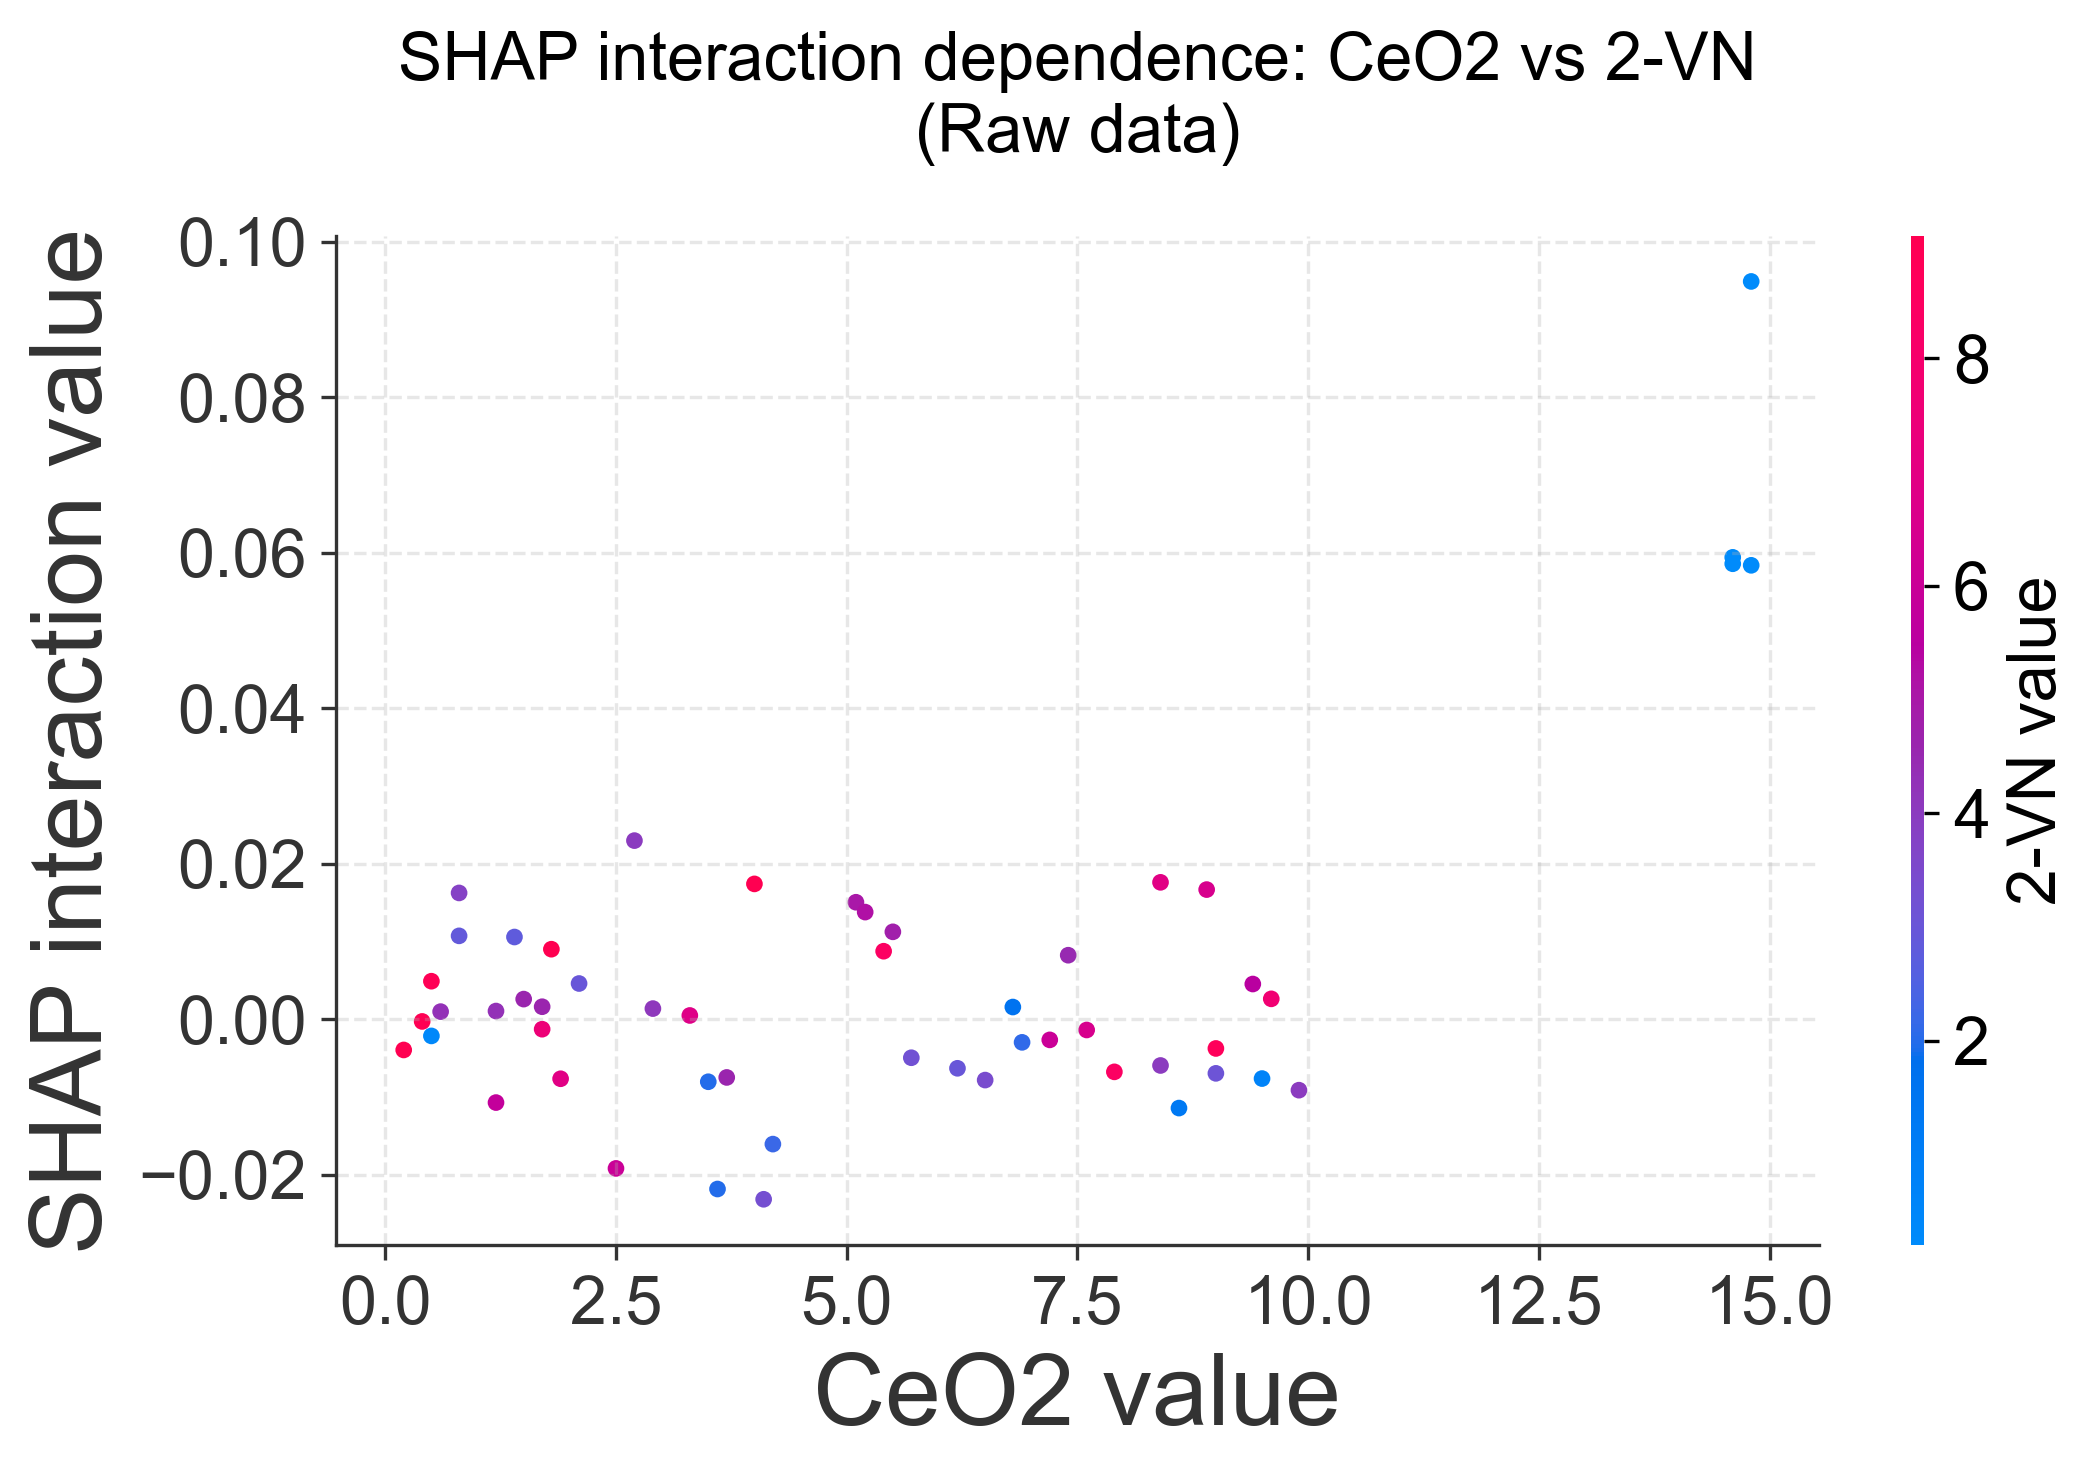 SHAP interaction dependence: CeO2 vs 2-VN
(Raw data)
SHAP interaction value
0.10
0.08
0.06
0.04
0.02
0.00
−0.02
0.0 2.5 5.0 7.5 10.0 12.5 15.0
CeO2 value
8
6
4
2
2-VN value